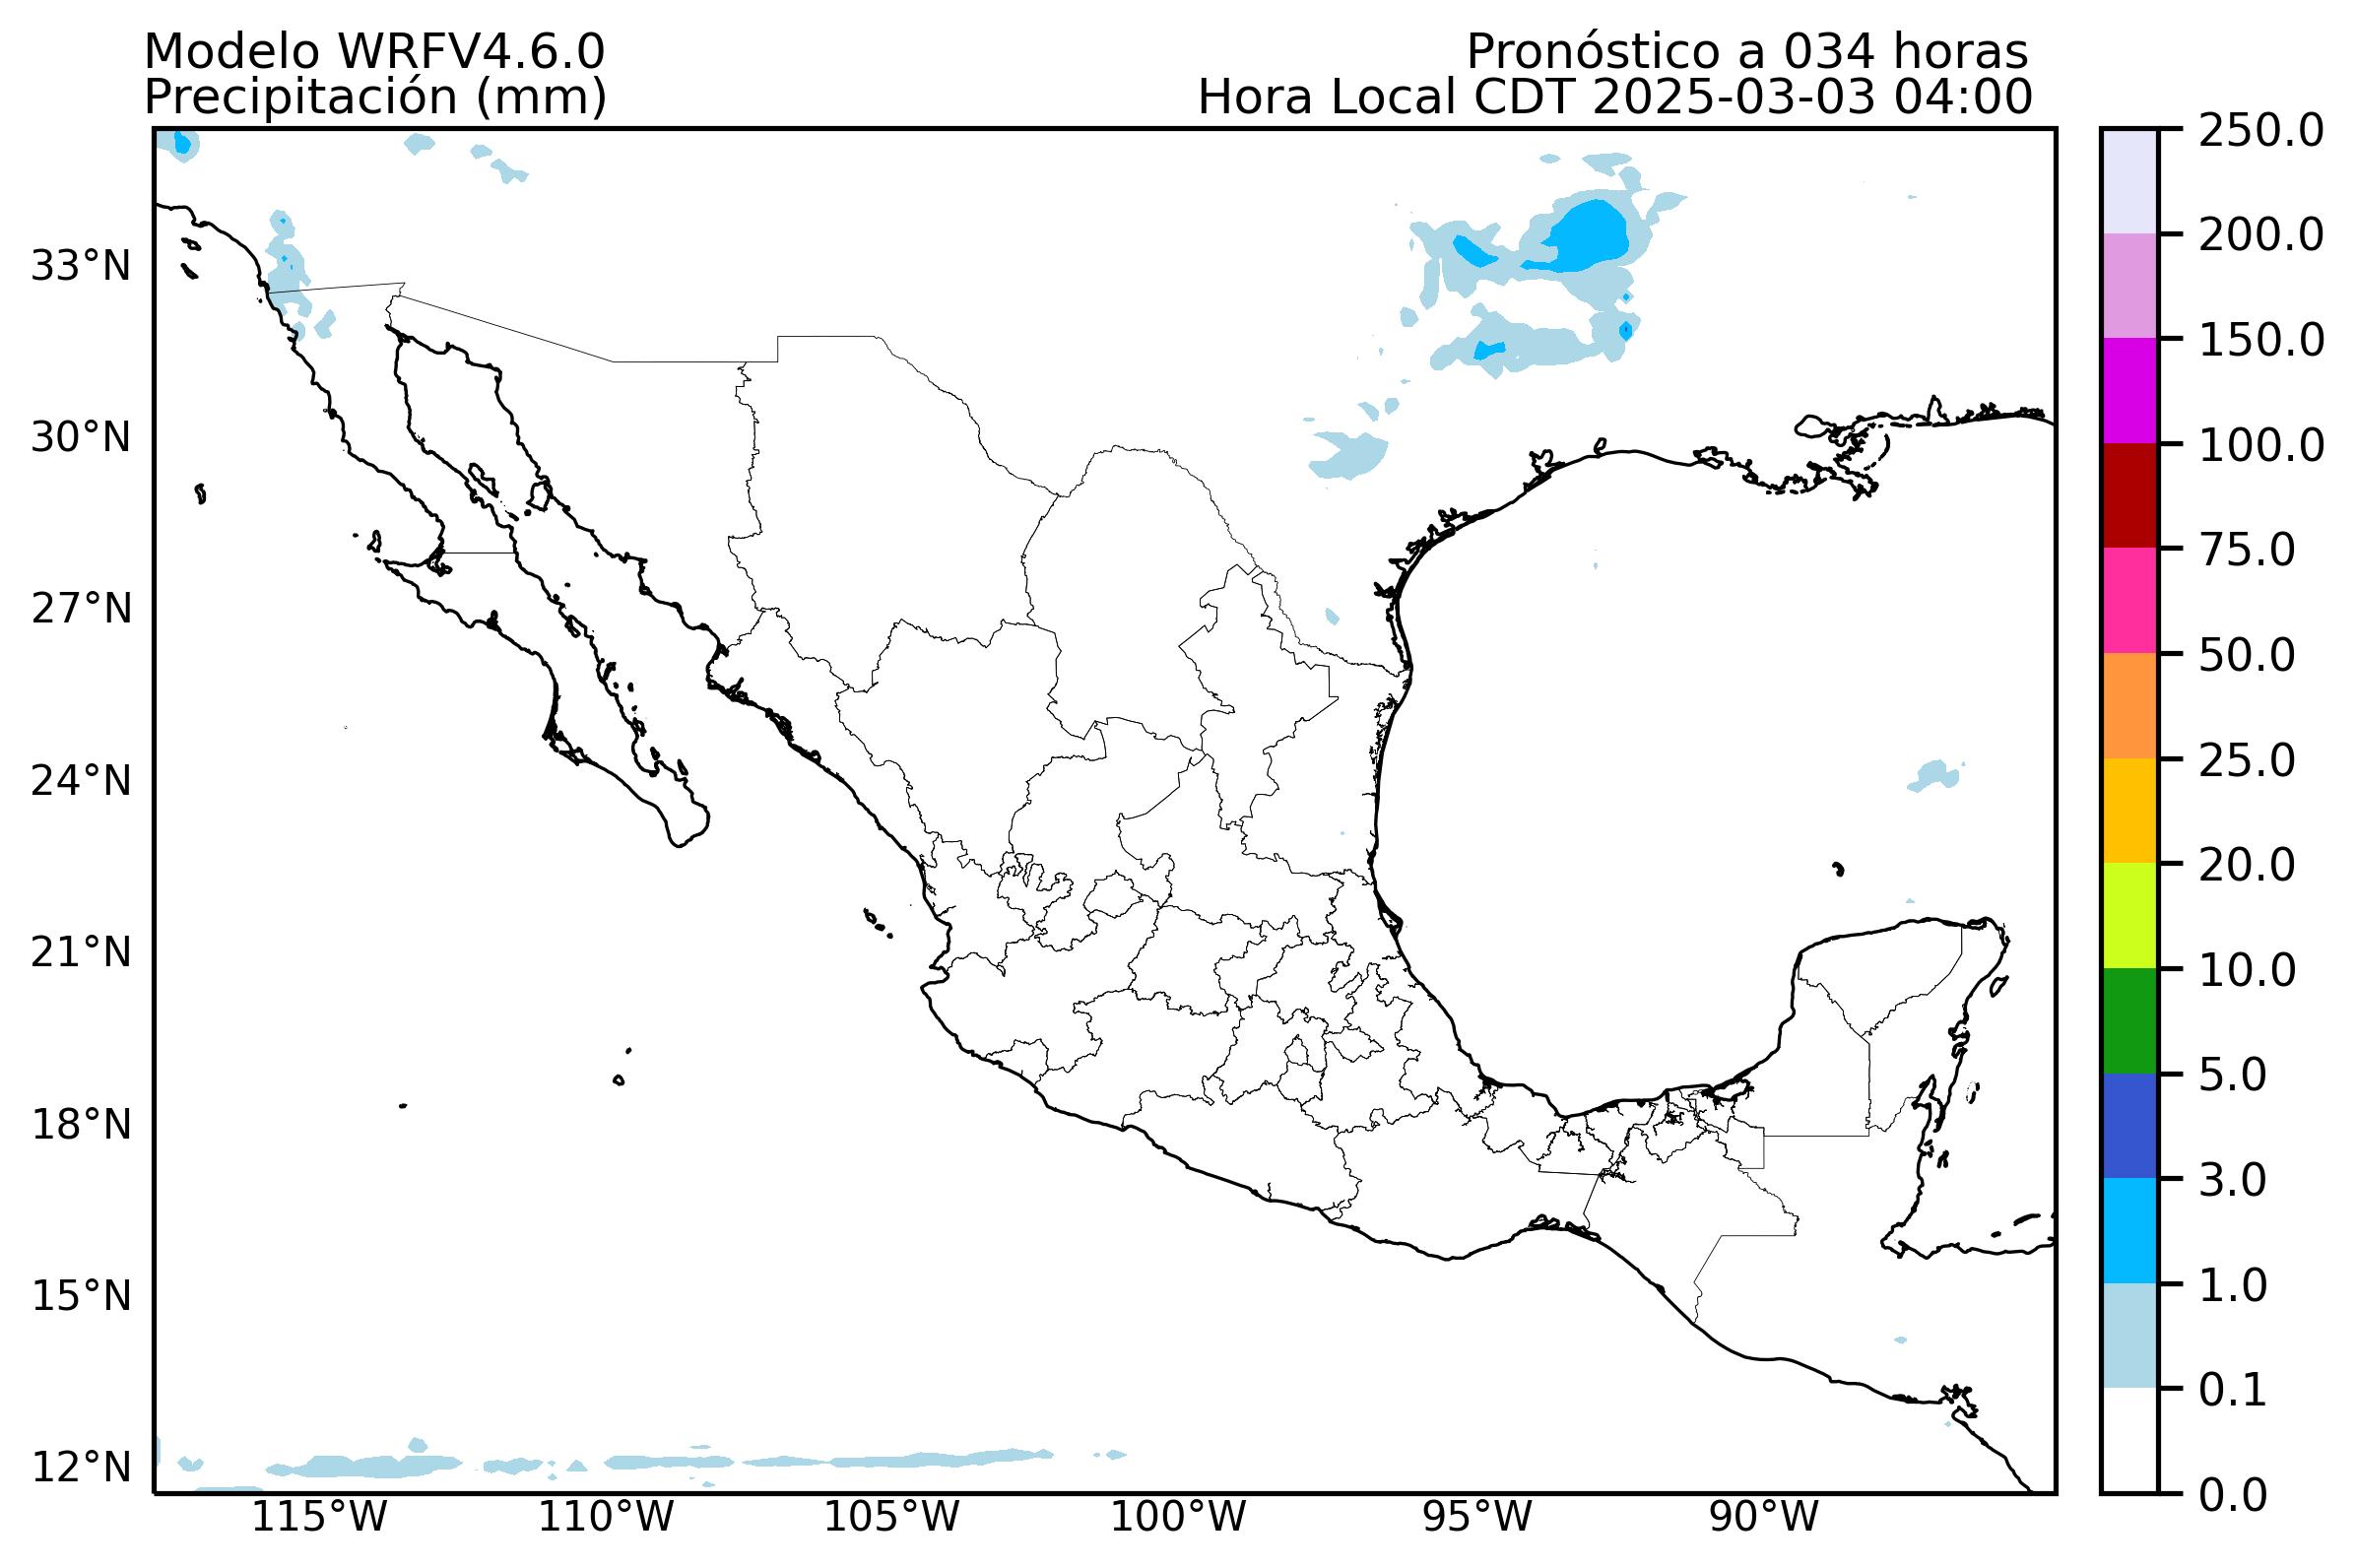 Modelo WRFV4.6.0
Pronóstico a 034 horas
Precipitación (mm)
Hora Local CDT 2025-03-03 04:00
33°N
30°N
27°N
24°N
21°N
18°N
15°N
12°N
115°W
110°W
105°W
100°W
95°W
90°W
250.0
200.0
150.0
100.0
75.0
50.0
25.0
20.0
10.0
5.0
3.0
1.0
0.1
0.0